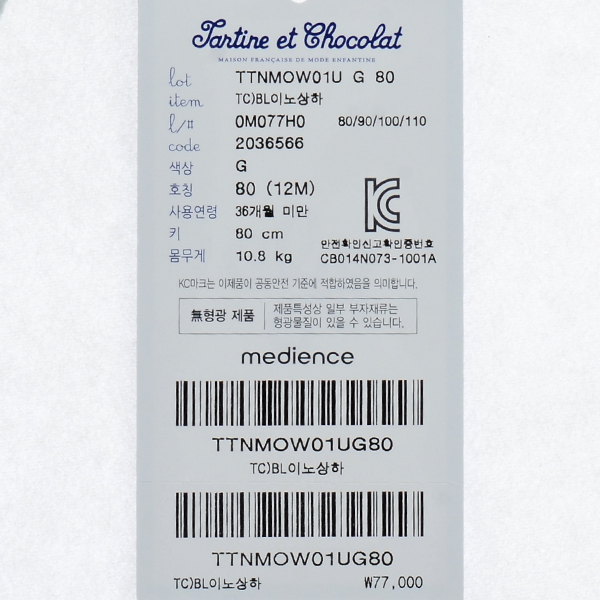 Tartine et Chocolat
MAISON FRANÇAISE DE MODE ENFANTINE
lot TTNMOW01U G 80
item TC)BL이노상하
l/# 0M077H0 80/90/100/110
code 2036566
색상 G
호칭 80 (12M)
사용연령 36개월 미만
키 80 cm
몸무게 10.8 kg
안전확인신고확인증번호
CB014N073-1001A
KC마크는 이제품이 공동안전 기준에 적합하였음을 의미합니다.
無형광 제품
제품특성상 일부 부자재류는
형광물질이 있을 수 있습니다.
medience
TTNMOW01UG80
TC)BL이노상하
TTNMOW01UG80
TC)BL이노상하 ₩77,000